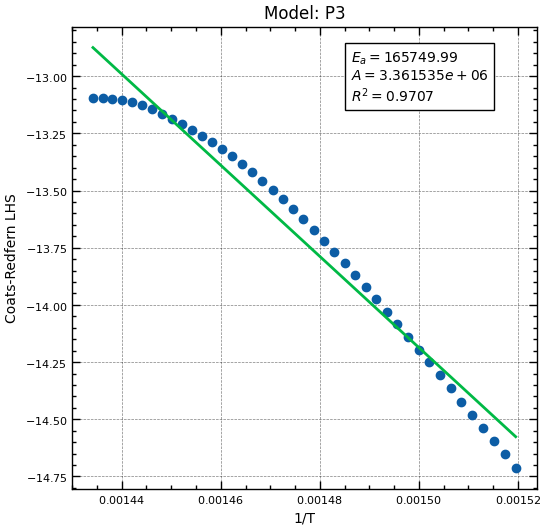 Model: P3
E_a = 165749.99
A = 3.361535e + 06
R² = 0.9707
Coats-Redfern LHS
−13.00
−13.25
−13.50
−13.75
−14.00
−14.25
−14.50
−14.75
0.00144 0.00146 0.00148 0.00150 0.00152
1/T